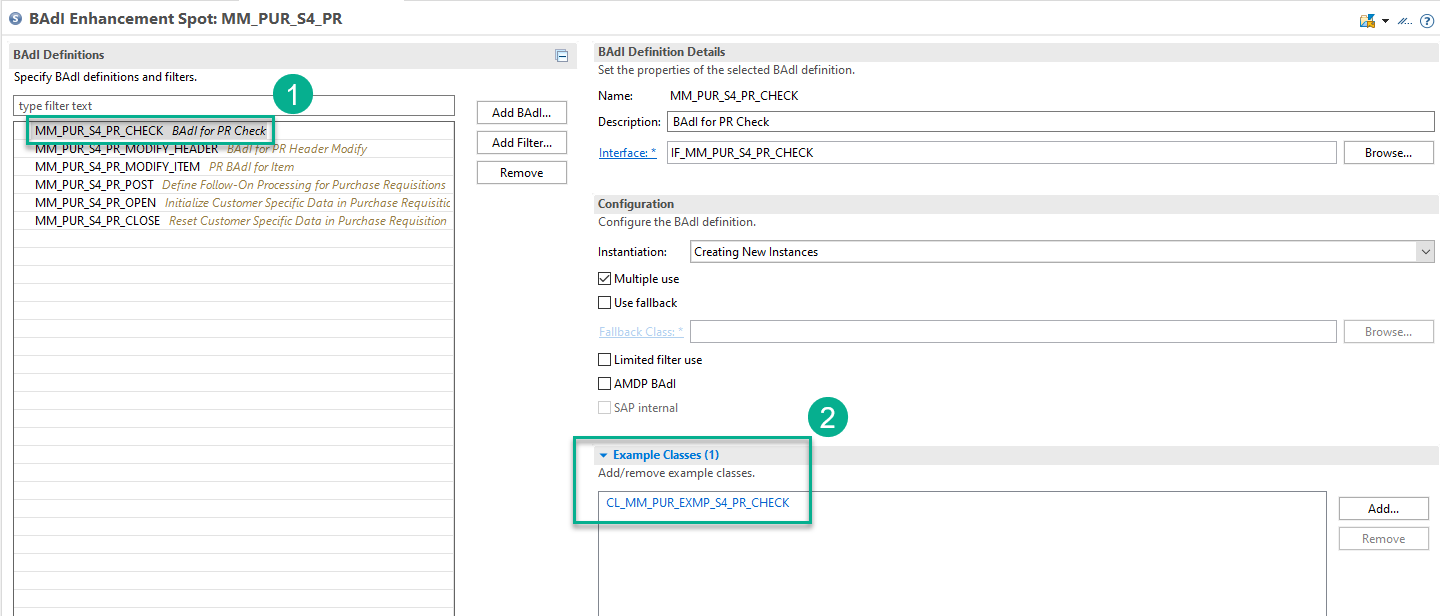 BAdI Enhancement Spot: MM_PUR_S4_PR
BAdI Definitions
Specify BAdI definitions and filters.
type filter text
1
MM_PUR_S4_PR_CHECK BAdI for PR Check
MM_PUR_S4_PR_MODIFY_HEADER BAdI for PR Header Modify
MM_PUR_S4_PR_MODIFY_ITEM PR BAdI for Item
MM_PUR_S4_PR_POST Define Follow-On Processing for Purchase Requisitions
MM_PUR_S4_PR_OPEN Initialize Customer Specific Data in Purchase Requisitic
MM_PUR_S4_PR_CLOSE Reset Customer Specific Data in Purchase Requisition
Add BAdI...
Add Filter...
Remove
BAdI Definition Details
Set the properties of the selected BAdI definition.
Name: MM_PUR_S4_PR_CHECK
Description: BAdI for PR Check
Interface: * IF_MM_PUR_S4_PR_CHECK Browse...
Configuration
Configure the BAdI definition.
Instantiation: Creating New Instances
Multiple use
Use fallback
Fallback Class: * Browse...
Limited filter use
AMDP BAdI
SAP internal
2
Example Classes (1)
Add/remove example classes.
CL_MM_PUR_EXMP_S4_PR_CHECK
Add...
Remove